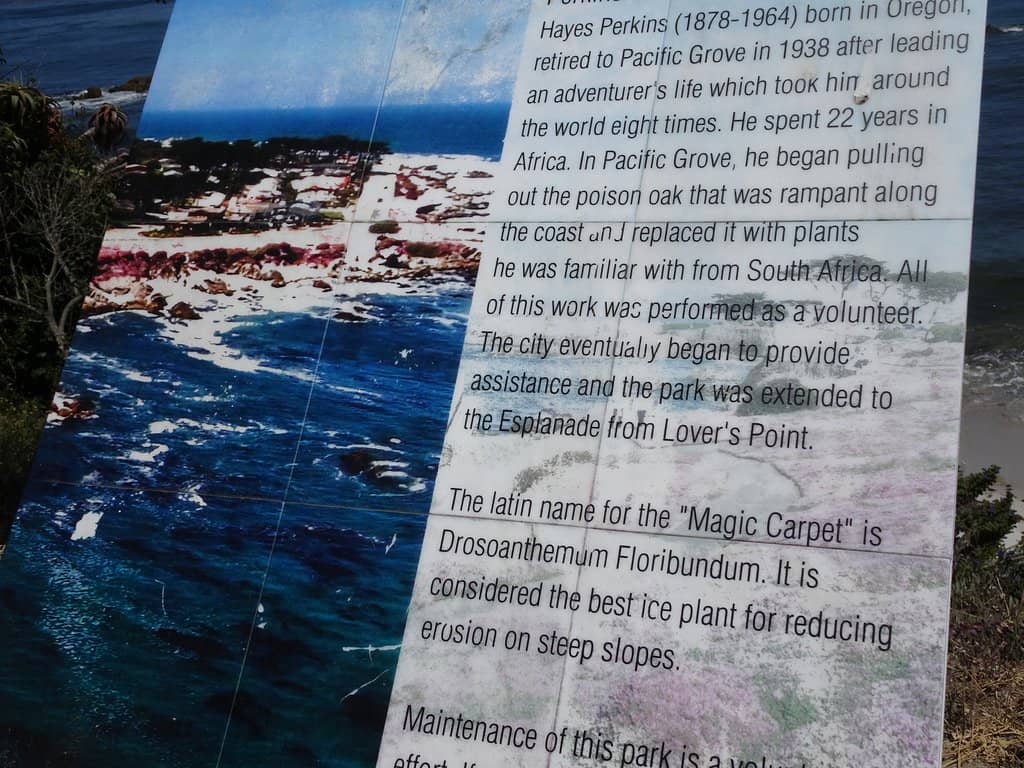 Hayes Perkins (1878-1964) born in Oregon,
retired to Pacific Grove in 1938 after leading
an adventurer's life which took him around
the world eight times. He spent 22 years in
Africa. In Pacific Grove, he began pulling
out the poison oak that was rampant along
the coast and replaced it with plants
he was familiar with from South Africa. All
of this work was performed as a volunteer.
The city eventually began to provide
assistance and the park was extended to
the Esplanade from Lover's Point.
The latin name for the "Magic Carpet" is
Drosoanthemum Floribundum. It is
considered the best ice plant for reducing
erosion on steep slopes.
Maintenance of this park is a